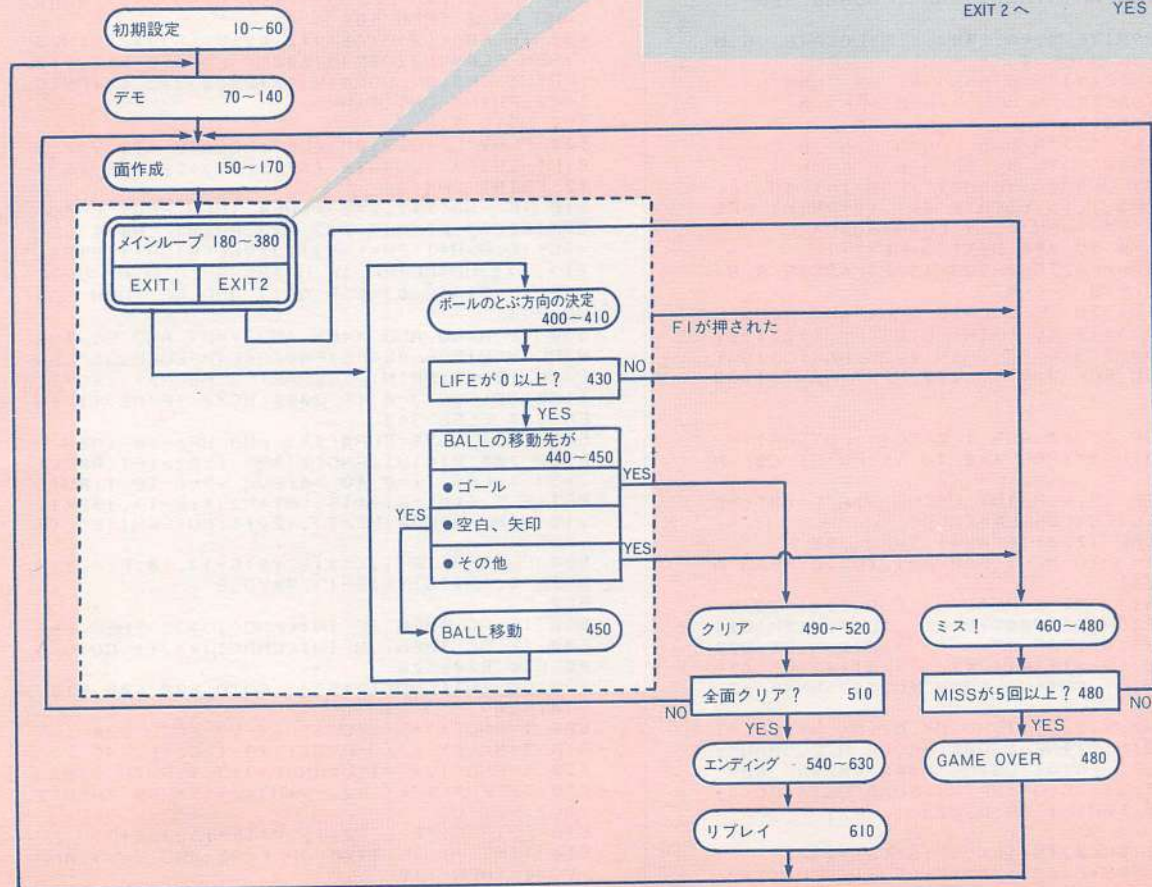 EXIT 2 へ YES
初期設定 10~60
デモ 70~140
面作成 150~170
メインループ 180~380
EXIT1 EXIT2
ボールのとぶ方向の決定
400~410
F1が押された
LIFEが0以上? 430
NO
YES
BALLの移動先が
440~450
●ゴール
YES
YES
●空白、矢印
●その他
YES
BALL移動 450
クリア 490~520
ミス! 460~480
全面クリア? 510
NO
MISSが5回以上? 480
NO
YES
YES
エンディング 540~630
GAME OVER 480
リプレイ 610